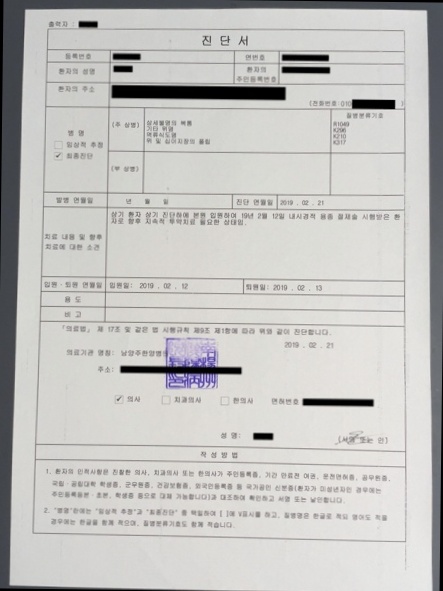 출력자 :
진 단 서
등록번호
연번호
환자의 성명
환자의
주민등록번호
환자의 주소
(전화번호 :010
병 명
임상적 추정
✓ 최종진단
(주 상병)
상세불명의 복통
기타 위염
역류식도염
위 및 십이지장의 폴립
질병분류기호
R1049
K296
K210
K317
(부 상병)
발병 연월일
년 월 일
진단 연월일
2019 . 02 . 21
치료 내용 및 향후
치료에 대한 소견
상기 환자 상기 진단하에 본원 입원하여 19년 2월 12일 내시경적 용종 절제술 시행받은 환
자로 향후 지속적 투약치료 필요한 상태임.
입원 · 퇴원 연월일
입원일: 2019 . 02 . 12
퇴원일: 2019 . 02 . 13
용 도
비 고
「의료법」 제 17조 및 같은 법 시행규칙 제9조 제1항에 따라 위와 같이 진단합니다.
2019 . 02 . 21
의료기관 명칭: 남양주한양병원
주소:
✓ 의사
치과의사
한의사
면허번호
성 명:
(서명 또는 인)
작 성 방 법
1. 환자의 인적사항은 진찰한 의사, 치과의사 또는 한의사가 주민등록증, 기간 만료전 여권, 운전면허증, 공무원증,
국립 · 공립대학 학생증, 군무원증, 건강보험증, 외국인등록증 등 국가공인 신분증(환자가 미성년자인 경우에는
주민등록등본 · 초본, 학생증 등으로 대체 가능합니다)과 대조하여 확인하고 서명 또는 날인합니다.
2. "병명"란에는 "임상적 추정"과 "최종진단" 을 택일하여 [ ]에 V표시를 하고, 질병명은 한글로 적되 영어도 적을
경우에는 한글을 함께 적으며, 질병분류기호도 함께 적습니다.